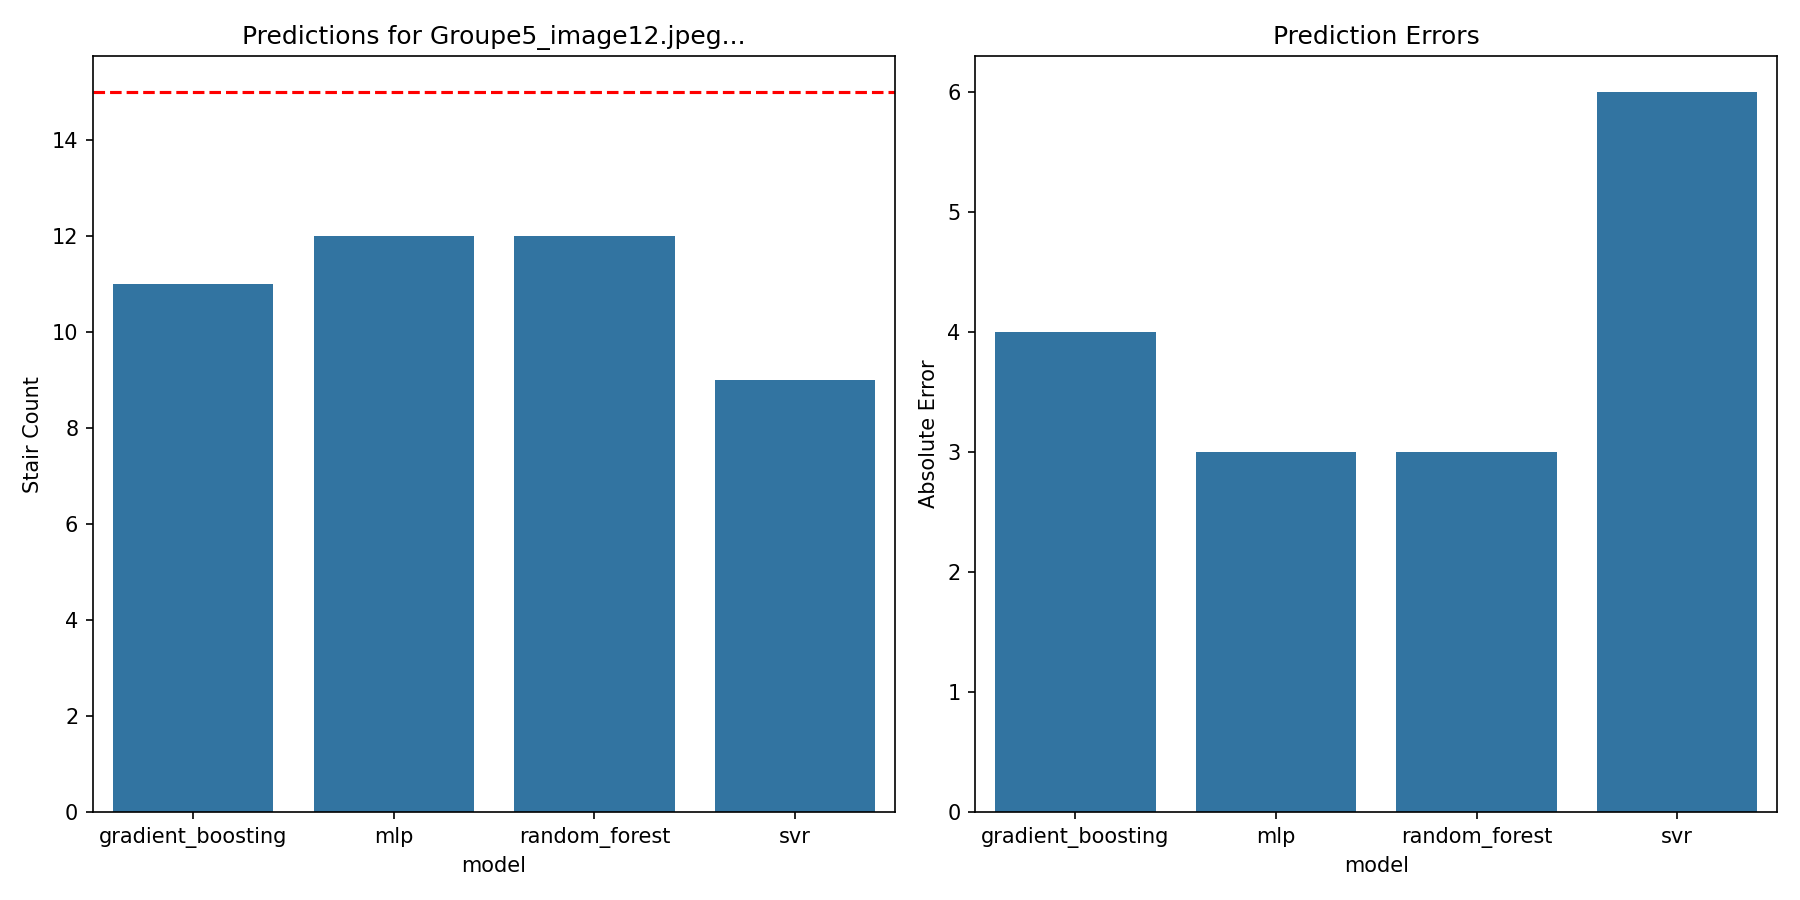 Predictions for Groupe5_image12.jpeg...
Stair Count
14
12
10
8
6
4
2
0
gradient_boosting mlp random_forest svr
model
Prediction Errors
Absolute Error
6
5
4
3
2
1
0
gradient_boosting mlp random_forest svr
model